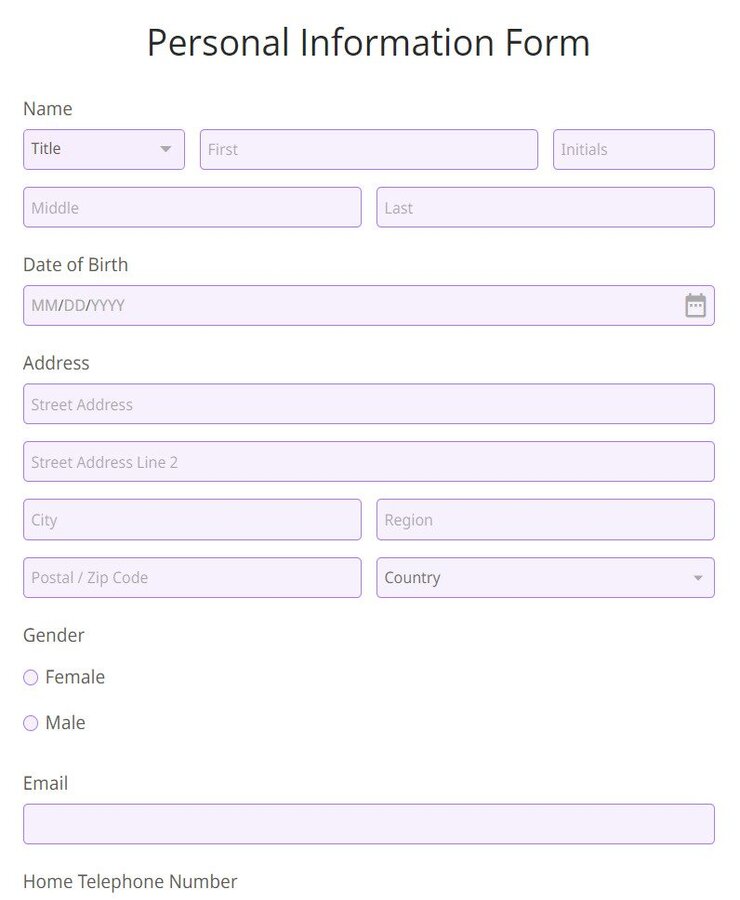 Personal Information Form
Name
Title First Initials
Middle Last
Date of Birth
MM/DD/YYYY
Address
Street Address
Street Address Line 2
City Region
Postal / Zip Code Country
Gender
Female
Male
Email
Home Telephone Number